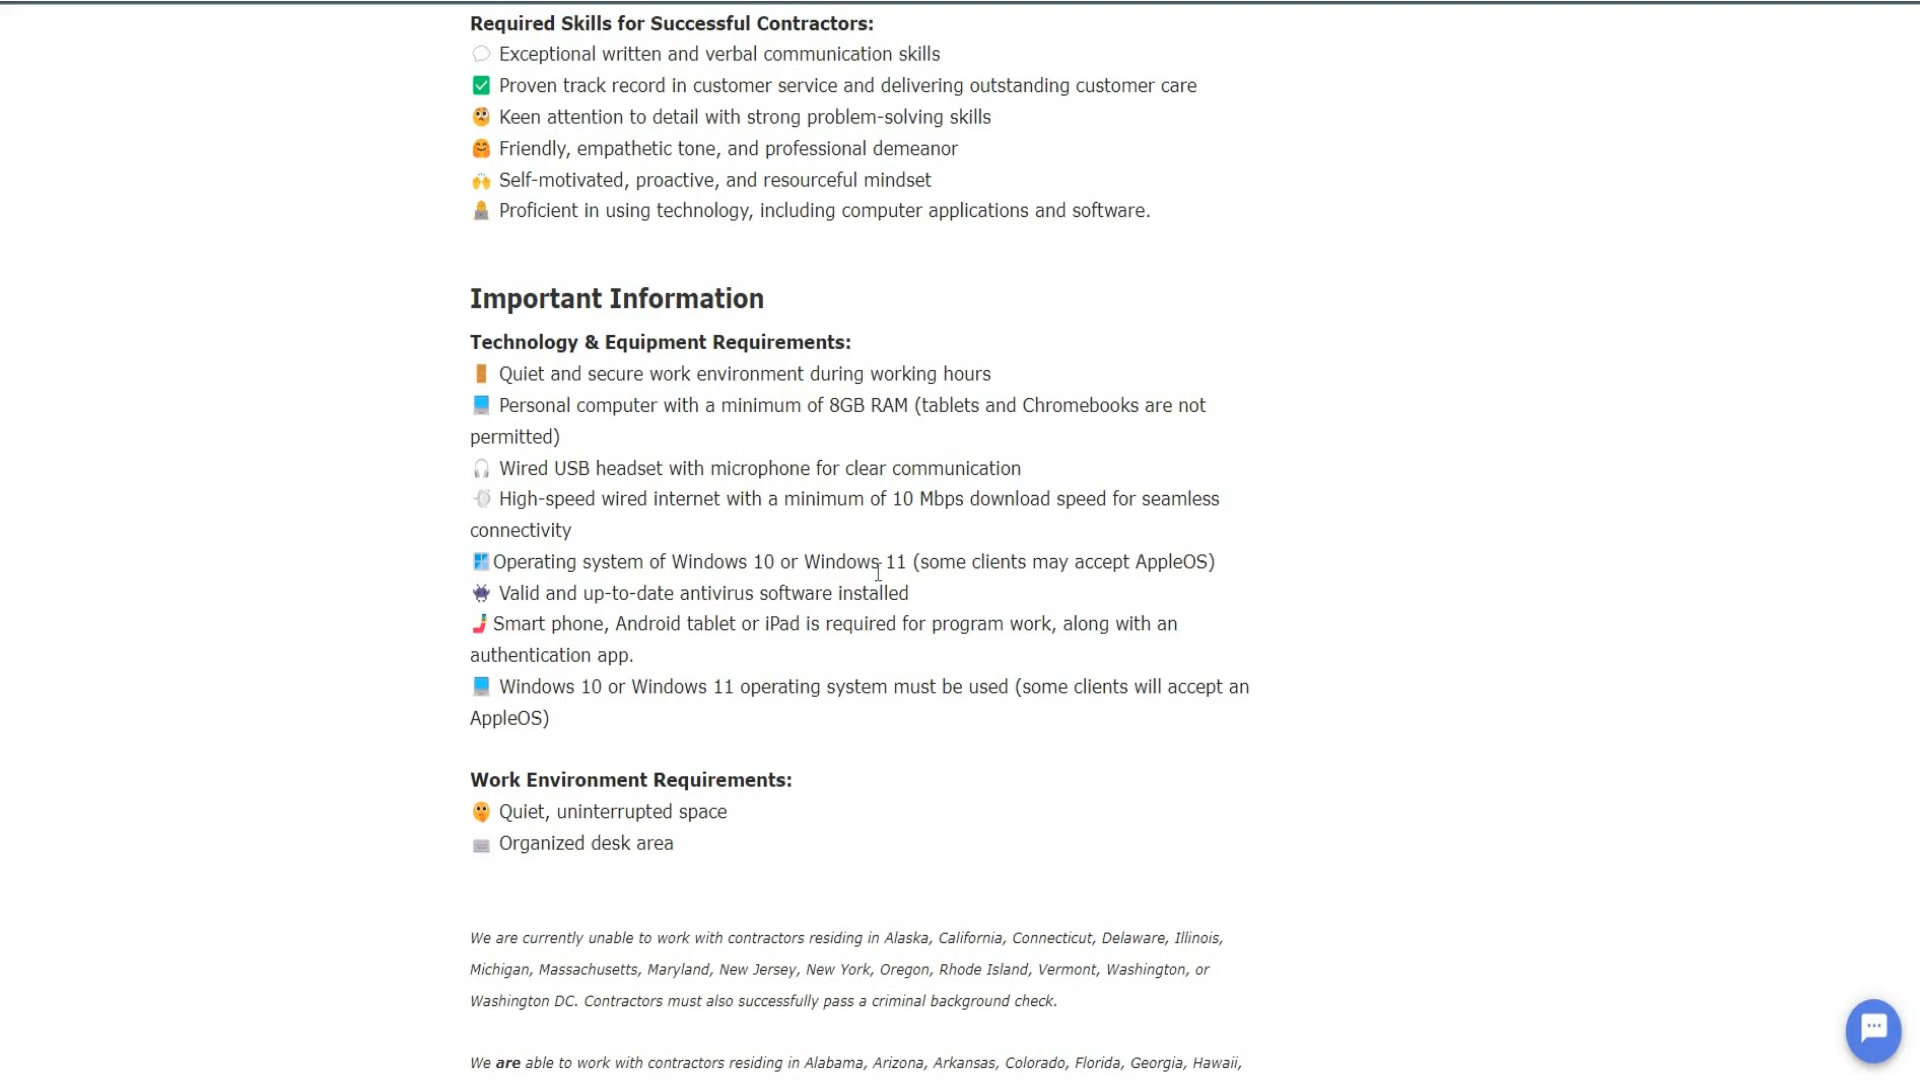 Required Skills for Successful Contractors:
Exceptional written and verbal communication skills
Proven track record in customer service and delivering outstanding customer care
Keen attention to detail with strong problem-solving skills
Friendly, empathetic tone, and professional demeanor
Self-motivated, proactive, and resourceful mindset
Proficient in using technology, including computer applications and software.
Important Information
Technology & Equipment Requirements:
Quiet and secure work environment during working hours
Personal computer with a minimum of 8GB RAM (tablets and Chromebooks are not
permitted)
Wired USB headset with microphone for clear communication
High-speed wired internet with a minimum of 10 Mbps download speed for seamless
connectivity
Operating system of Windows 10 or Windows 11 (some clients may accept AppleOS)
Valid and up-to-date antivirus software installed
Smart phone, Android tablet or iPad is required for program work, along with an
authentication app.
Windows 10 or Windows 11 operating system must be used (some clients will accept an
AppleOS)
Work Environment Requirements:
Quiet, uninterrupted space
Organized desk area
We are currently unable to work with contractors residing in Alaska, California, Connecticut, Delaware, Illinois,
Michigan, Massachusetts, Maryland, New Jersey, New York, Oregon, Rhode Island, Vermont, Washington, or
Washington DC. Contractors must also successfully pass a criminal background check.
We are able to work with contractors residing in Alabama, Arizona, Arkansas, Colorado, Florida, Georgia, Hawaii,